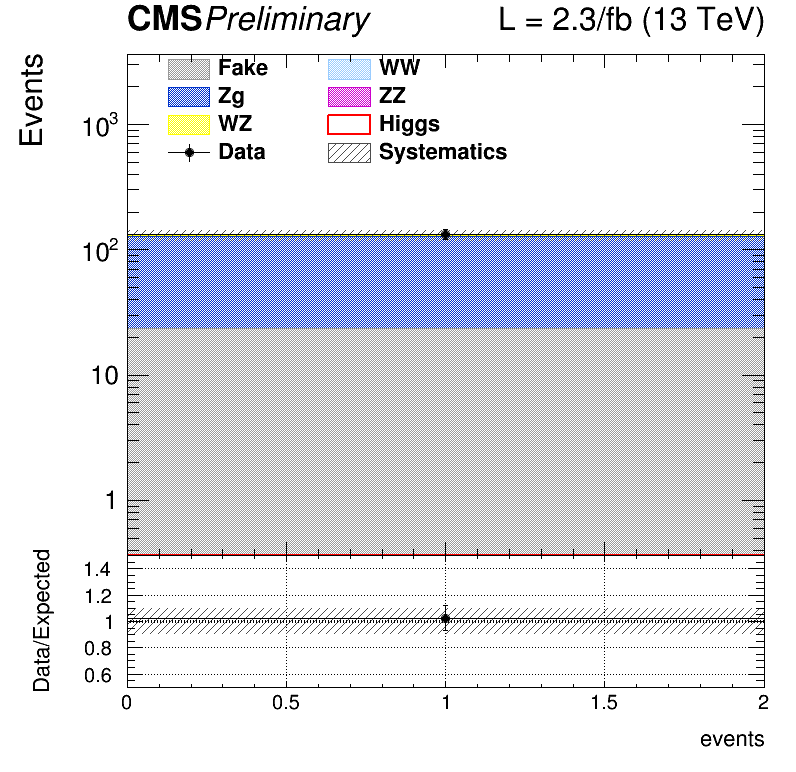 CMS Preliminary L = 2.3/fb (13 TeV)
Events
Fake WW
Zg ZZ
WZ Higgs
Data Systematics
10³
10²
10
1
Data/Expected
1.4
1.2
1
0.8
0.6
0 0.5 1 1.5 2
events